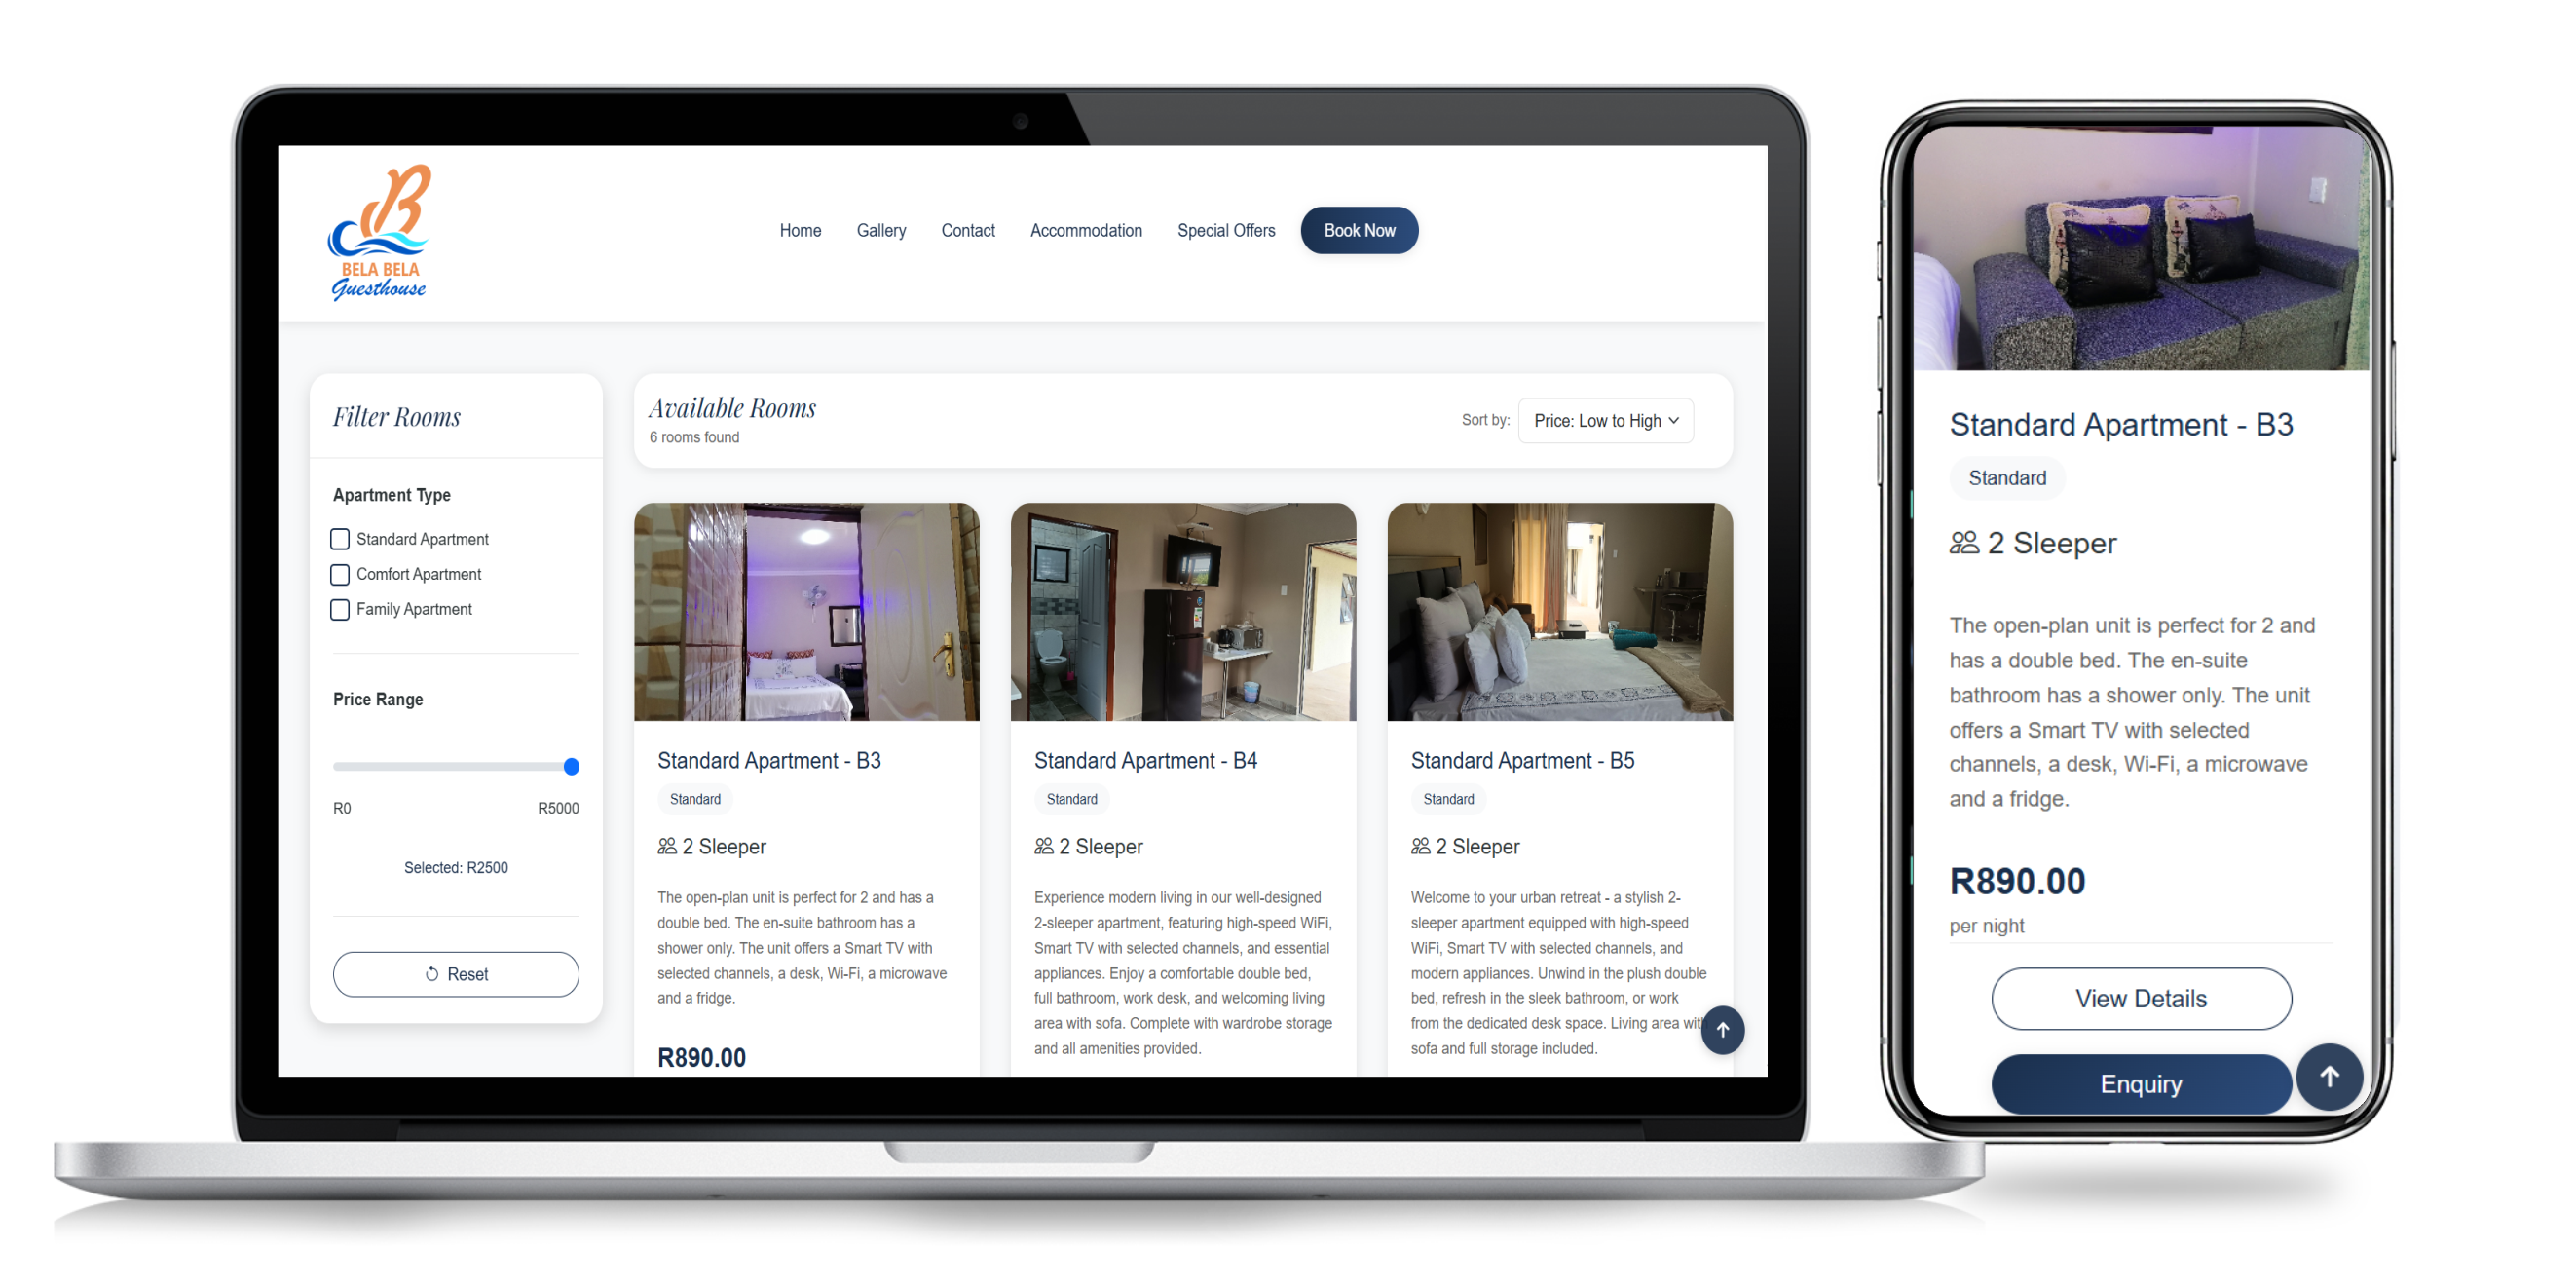 BELA BELA
Guesthouse
Home
Gallery
Contact
Accommodation
Special Offers
Book Now
Filter Rooms
Apartment Type
Standard Apartment
Comfort Apartment
Family Apartment
Price Range
R0
R5000
Selected: R2500
Reset
Available Rooms
6 rooms found
Sort by:
Price: Low to High
Standard Apartment - B3
Standard
2 Sleeper
The open-plan unit is perfect for 2 and has a
double bed. The en-suite bathroom has a
shower only. The unit offers a Smart TV with
selected channels, a desk, Wi-Fi, a microwave
and a fridge.
R890.00
Standard Apartment - B4
Standard
2 Sleeper
Experience modern living in our well-designed
2-sleeper apartment, featuring high-speed WiFi,
Smart TV with selected channels, and essential
appliances. Enjoy a comfortable double bed,
full bathroom, work desk, and welcoming living
area with sofa. Complete with wardrobe storage
and all amenities provided.
Standard Apartment - B5
Standard
2 Sleeper
Welcome to your urban retreat - a stylish 2-
sleeper apartment equipped with high-speed
WiFi, Smart TV with selected channels, and
modern appliances. Unwind in the plush double
bed, refresh in the sleek bathroom, or work
from the dedicated desk space. Living area with
sofa and full storage included.
Standard Apartment - B3
Standard
2 Sleeper
The open-plan unit is perfect for 2 and
has a double bed. The en-suite
bathroom has a shower only. The unit
offers a Smart TV with selected
channels, a desk, Wi-Fi, a microwave
and a fridge.
R890.00
per night
View Details
Enquiry